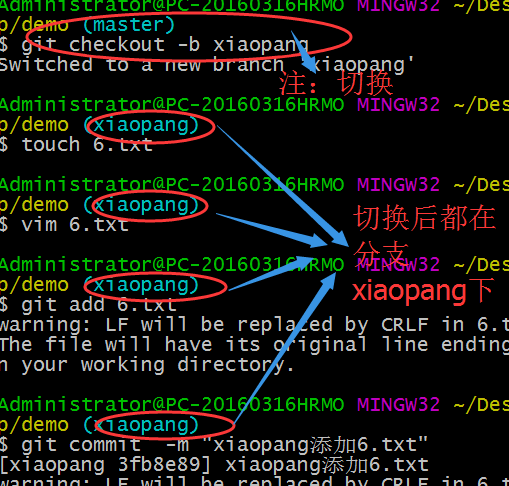 p/demo (master)
$ git checkout -b xiaopang
Switched to a new branch 'xiaopang'
注：切换
Administrator@PC-20160316HRMO MINGW32 ~/Des
p/demo (xiaopang)
$ touch 6.txt
Administrator@PC-20160316HRMO MINGW32 ~/Des
p/demo (xiaopang)
$ vim 6.txt
切换后都在
分支
xiaopang下
Administrator@PC-20160316HRMO MINGW32 ~/Des
p/demo (xiaopang)
$ git add 6.txt
warning: LF will be replaced by CRLF in 6.t
The file will have its original line ending
n your working directory.
Administrator@PC-20160316HRMO MINGW32 ~/Des
p/demo (xiaopang)
$ git commit -m "xiaopang添加6.txt"
[xiaopang 3fb8e89] xiaopang添加6.txt
warning: LF will be replaced by CRLF in 6.t